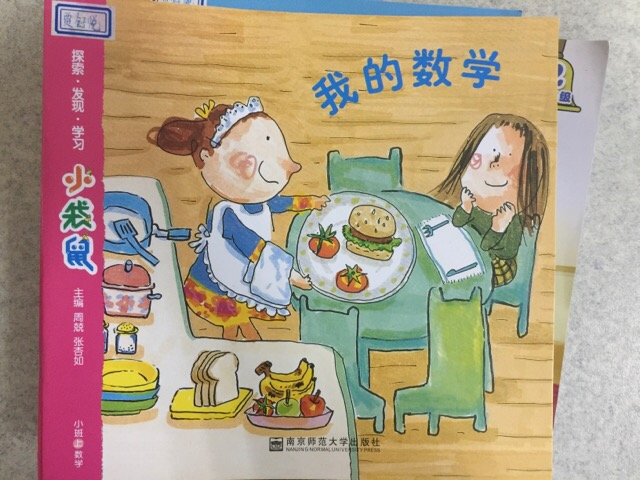 我的数学
探索·发现·学习
小袋鼠
主编 周兢 张杏如
小班上数学
南京师范大学出版社
NANJING NORMAL UNIVERSITY PRESS
级